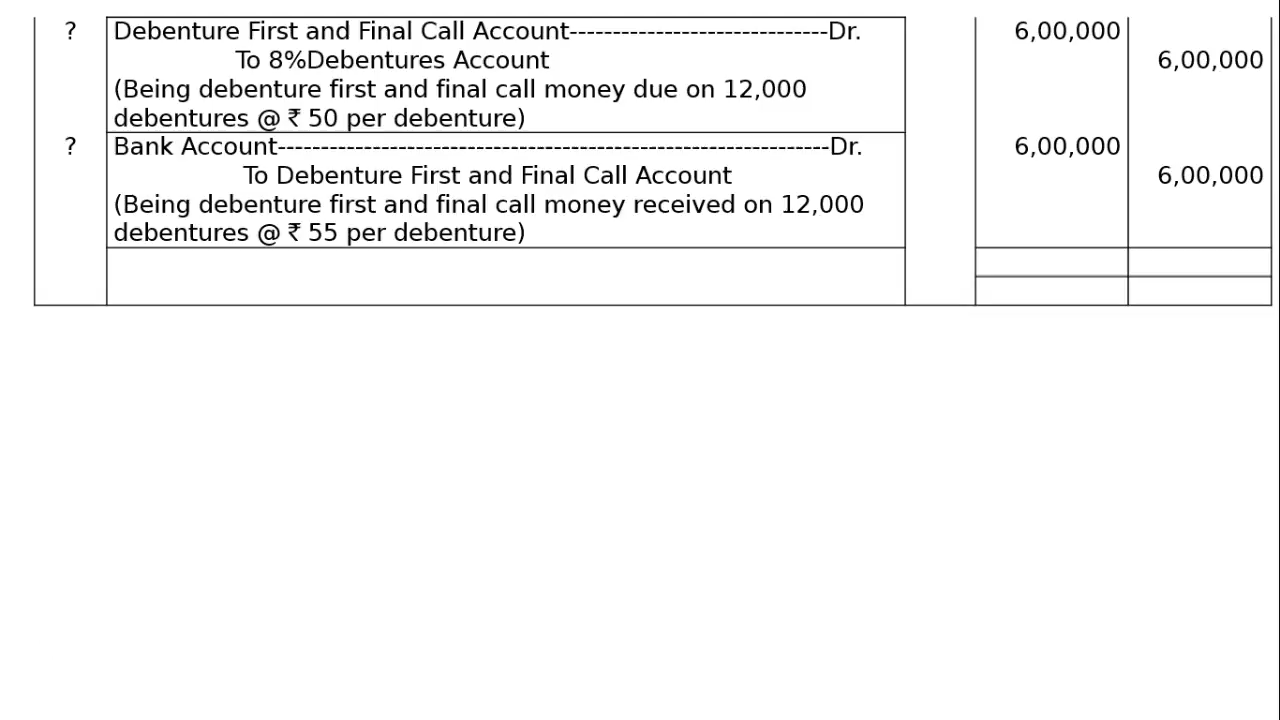 ? Debenture First and Final Call Account------------------------------Dr. 6,00,000
To 8%Debentures Account 6,00,000
(Being debenture first and final call money due on 12,000
debentures @ ₹ 50 per debenture)
? Bank Account----------------------------------------------------------------Dr. 6,00,000
To Debenture First and Final Call Account 6,00,000
(Being debenture first and final call money received on 12,000
debentures @ ₹ 55 per debenture)